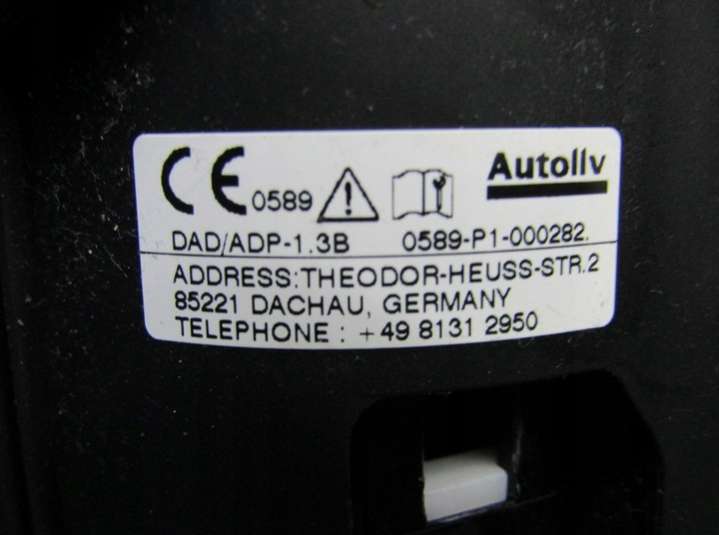 CE 0589 Autoliv
DAD/ADP-1.3B 0589-P1-000282.
ADDRESS:THEODOR-HEUSS-STR.2
85221 DACHAU, GERMANY
TELEPHONE : +49 8131 2950